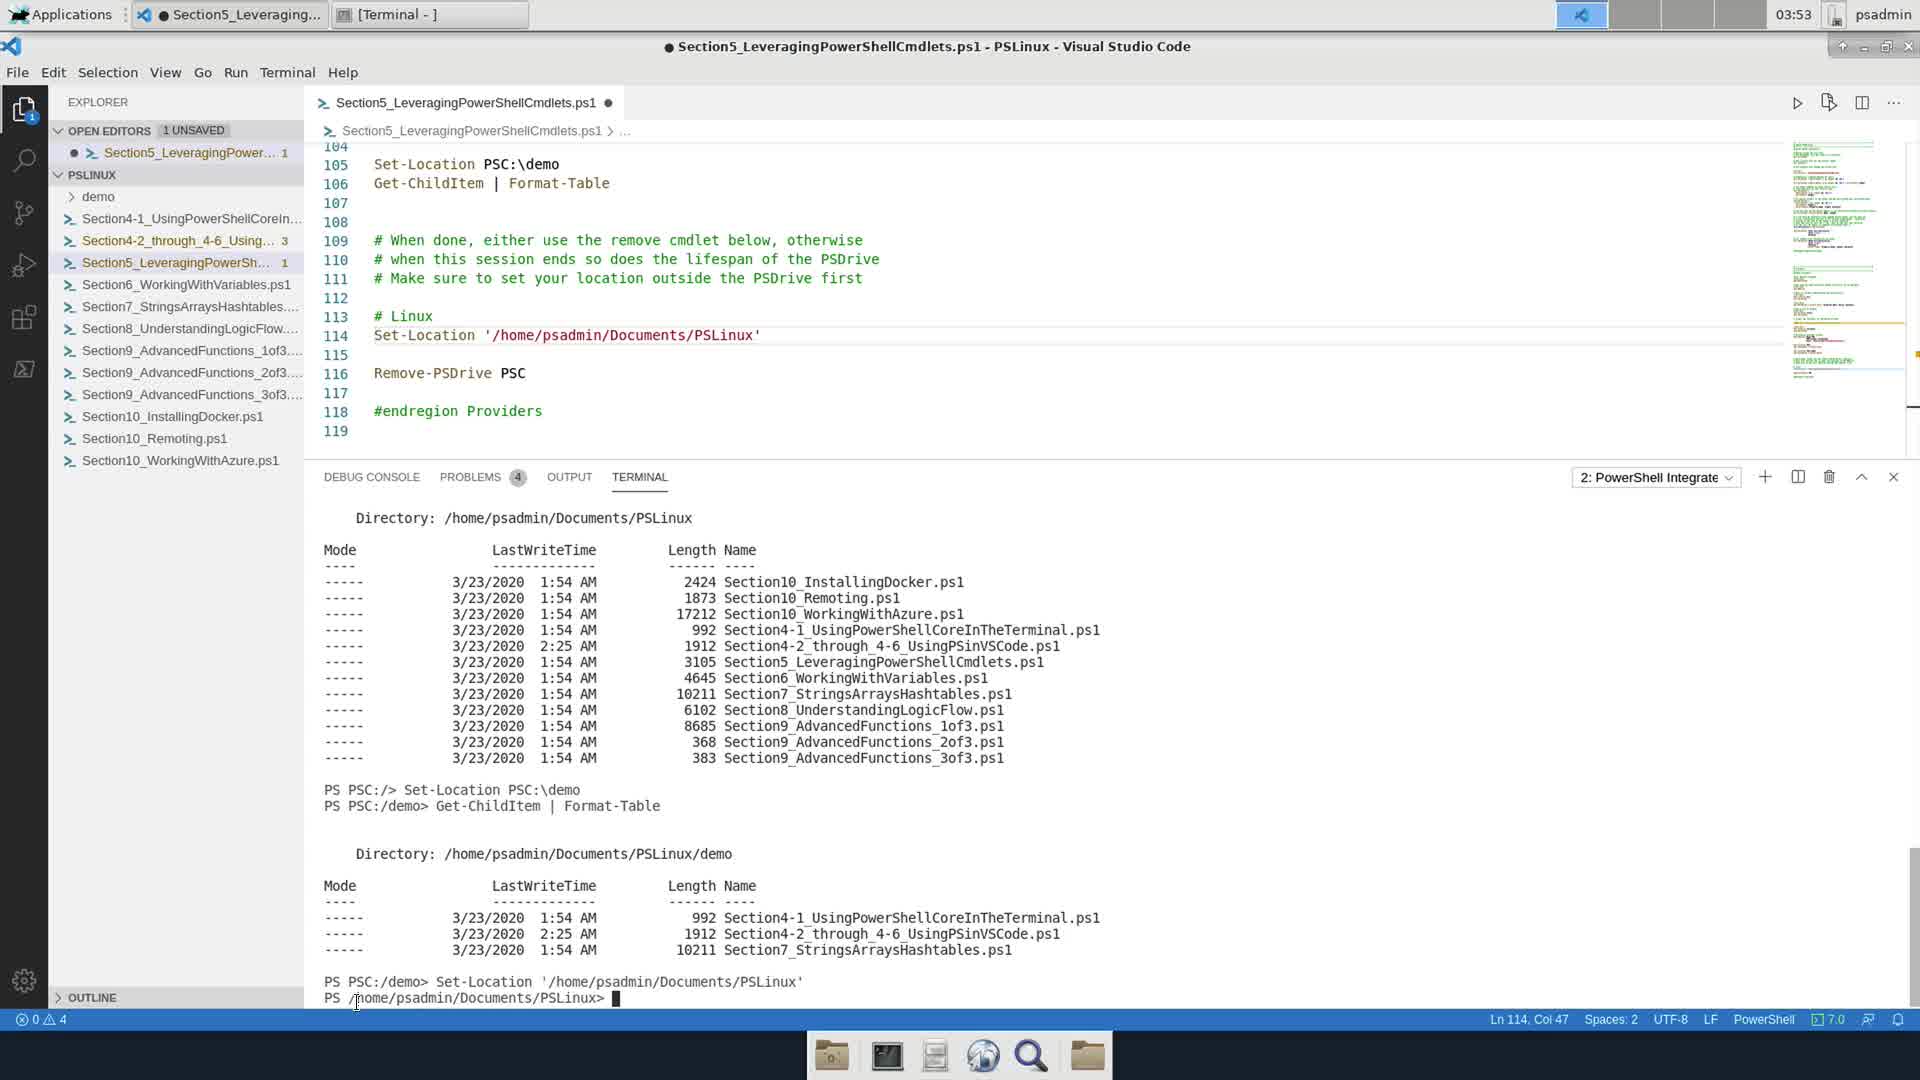 Applications
● Section5_Leveraging...
[Terminal - ]
03:53
psadmin
● Section5_LeveragingPowerShellCmdlets.ps1 - PSLinux - Visual Studio Code
File Edit Selection View Go Run Terminal Help
EXPLORER
OPEN EDITORS 1 UNSAVED
Section5_LeveragingPower... 1
PSLINUX
demo
Section4-1_UsingPowerShellCoreIn...
Section4-2_through_4-6_Using... 3
Section5_LeveragingPowerSh... 1
Section6_WorkingWithVariables.ps1
Section7_StringsArraysHashtables....
Section8_UnderstandingLogicFlow....
Section9_AdvancedFunctions_1of3....
Section9_AdvancedFunctions_2of3....
Section9_AdvancedFunctions_3of3....
Section10_InstallingDocker.ps1
Section10_Remoting.ps1
Section10_WorkingWithAzure.ps1
OUTLINE
1
Section5_LeveragingPowerShellCmdlets.ps1 ●
Section5_LeveragingPowerShellCmdlets.ps1 > ...
104
105 Set-Location PSC:\demo
106 Get-ChildItem | Format-Table
107
108
109 # When done, either use the remove cmdlet below, otherwise
110 # when this session ends so does the lifespan of the PSDrive
111 # Make sure to set your location outside the PSDrive first
112
113 # Linux
114 Set-Location '/home/psadmin/Documents/PSLinux'
115
116 Remove-PSDrive PSC
117
118 #endregion Providers
119
DEBUG CONSOLE PROBLEMS 4 OUTPUT TERMINAL
2: PowerShell Integrate
Directory: /home/psadmin/Documents/PSLinux
Mode LastWriteTime Length Name
---- ------------- ------ ----
----- 3/23/2020 1:54 AM 2424 Section10_InstallingDocker.ps1
----- 3/23/2020 1:54 AM 1873 Section10_Remoting.ps1
----- 3/23/2020 1:54 AM 17212 Section10_WorkingWithAzure.ps1
----- 3/23/2020 1:54 AM 992 Section4-1_UsingPowerShellCoreInTheTerminal.ps1
----- 3/23/2020 2:25 AM 1912 Section4-2_through_4-6_UsingPSinVSCode.ps1
----- 3/23/2020 1:54 AM 3105 Section5_LeveragingPowerShellCmdlets.ps1
----- 3/23/2020 1:54 AM 4645 Section6_WorkingWithVariables.ps1
----- 3/23/2020 1:54 AM 10211 Section7_StringsArraysHashtables.ps1
----- 3/23/2020 1:54 AM 6102 Section8_UnderstandingLogicFlow.ps1
----- 3/23/2020 1:54 AM 8685 Section9_AdvancedFunctions_1of3.ps1
----- 3/23/2020 1:54 AM 368 Section9_AdvancedFunctions_2of3.ps1
----- 3/23/2020 1:54 AM 383 Section9_AdvancedFunctions_3of3.ps1
PS PSC:/> Set-Location PSC:\demo
PS PSC:/demo> Get-ChildItem | Format-Table
Directory: /home/psadmin/Documents/PSLinux/demo
Mode LastWriteTime Length Name
---- ------------- ------ ----
----- 3/23/2020 1:54 AM 992 Section4-1_UsingPowerShellCoreInTheTerminal.ps1
----- 3/23/2020 2:25 AM 1912 Section4-2_through_4-6_UsingPSinVSCode.ps1
----- 3/23/2020 1:54 AM 10211 Section7_StringsArraysHashtables.ps1
PS PSC:/demo> Set-Location '/home/psadmin/Documents/PSLinux'
PS /home/psadmin/Documents/PSLinux>
0 4
Ln 114, Col 47 Spaces: 2 UTF-8 LF PowerShell 7.0